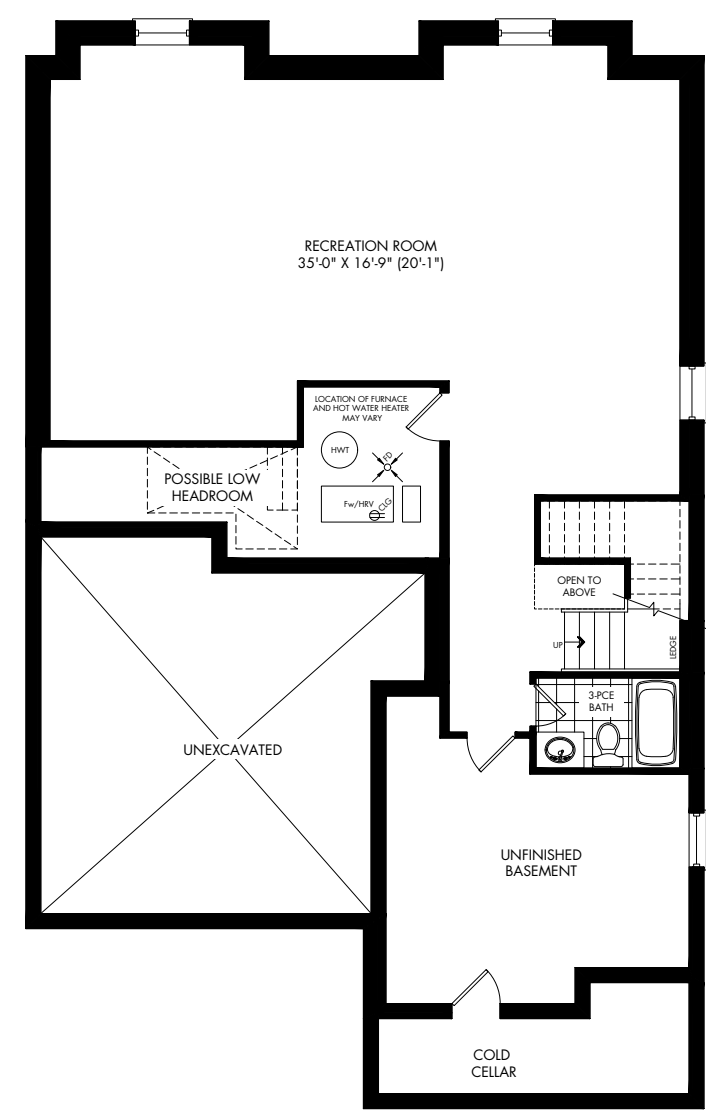 RECREATION ROOM
35'-0" X 16'-9" (20'-1")
LOCATION OF FURNACE
AND HOT WATER HEATER
MAY VARY
HWT
FD
Fw/HRV
CLG
POSSIBLE LOW
HEADROOM
OPEN TO
ABOVE
UP
LEDGE
3-PCE
BATH
UNEXCAVATED
UNFINISHED
BASEMENT
COLD
CELLAR